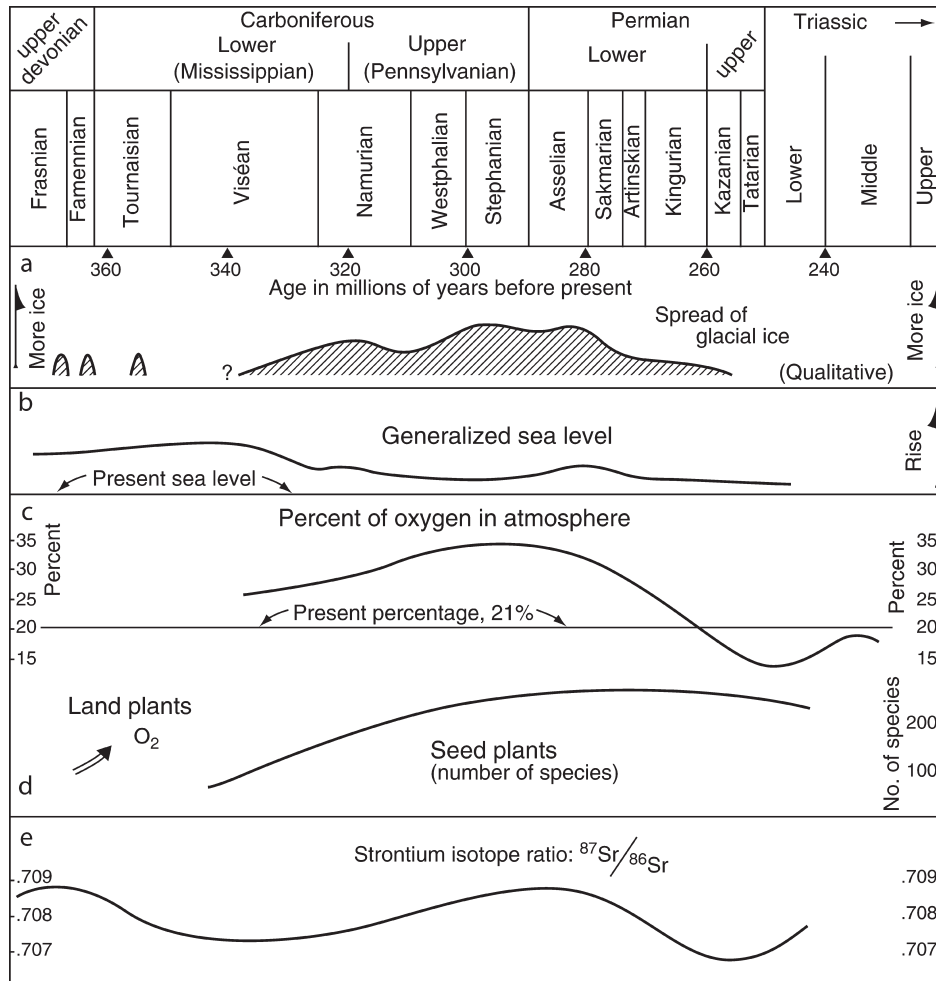 upper
devonian
Carboniferous
Permian
Triassic
Lower
(Mississippian)
Upper
(Pennsylvanian)
Lower
upper
Frasnian
Famennian
Tournaisian
Viséan
Namurian
Westphalian
Stephanian
Asselian
Sakmarian
Artinskian
Kingurian
Kazanian
Tatarian
Lower
Middle
Upper
a
360
340
320
300
280
260
240
Age in millions of years before present
More ice
Spread of
glacial ice
More ice
?
(Qualitative)
b
Generalized sea level
Rise
Present sea level
c
Percent of oxygen in atmosphere
35
30
25
20
15
Percent
Present percentage, 21%
Percent
35
30
25
20
15
Land plants
O₂
d
Seed plants
(number of species)
No. of species
200
100
e
Strontium isotope ratio: ⁸⁷Sr/⁸⁶Sr
.709
.708
.707
.709
.708
.707